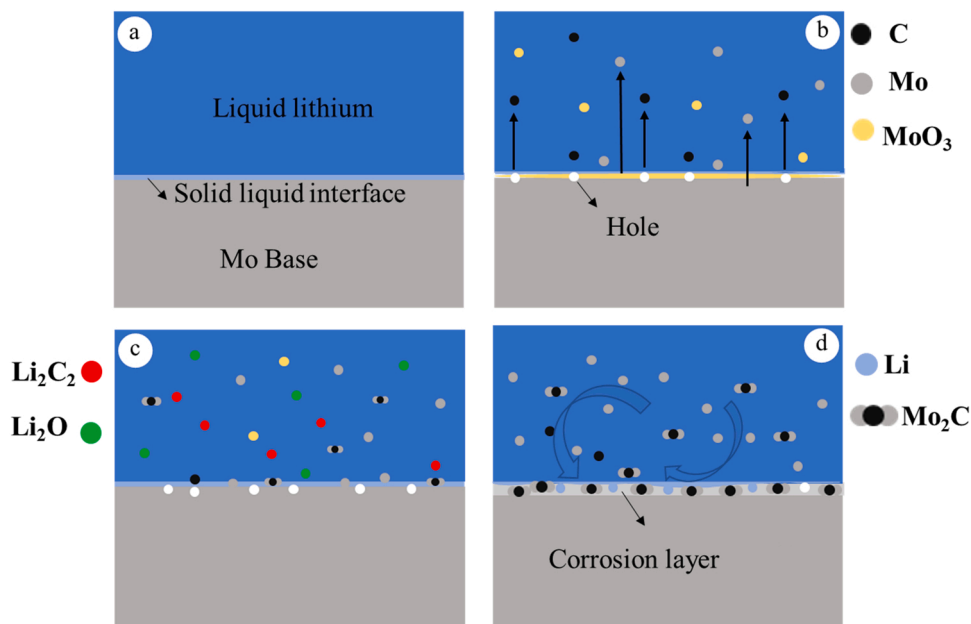 a
Liquid lithium
Solid liquid interface
Mo Base
b
Hole
C
Mo
MoO₃
Li₂C₂
Li₂O
c
d
Corrosion layer
Li
Mo₂C